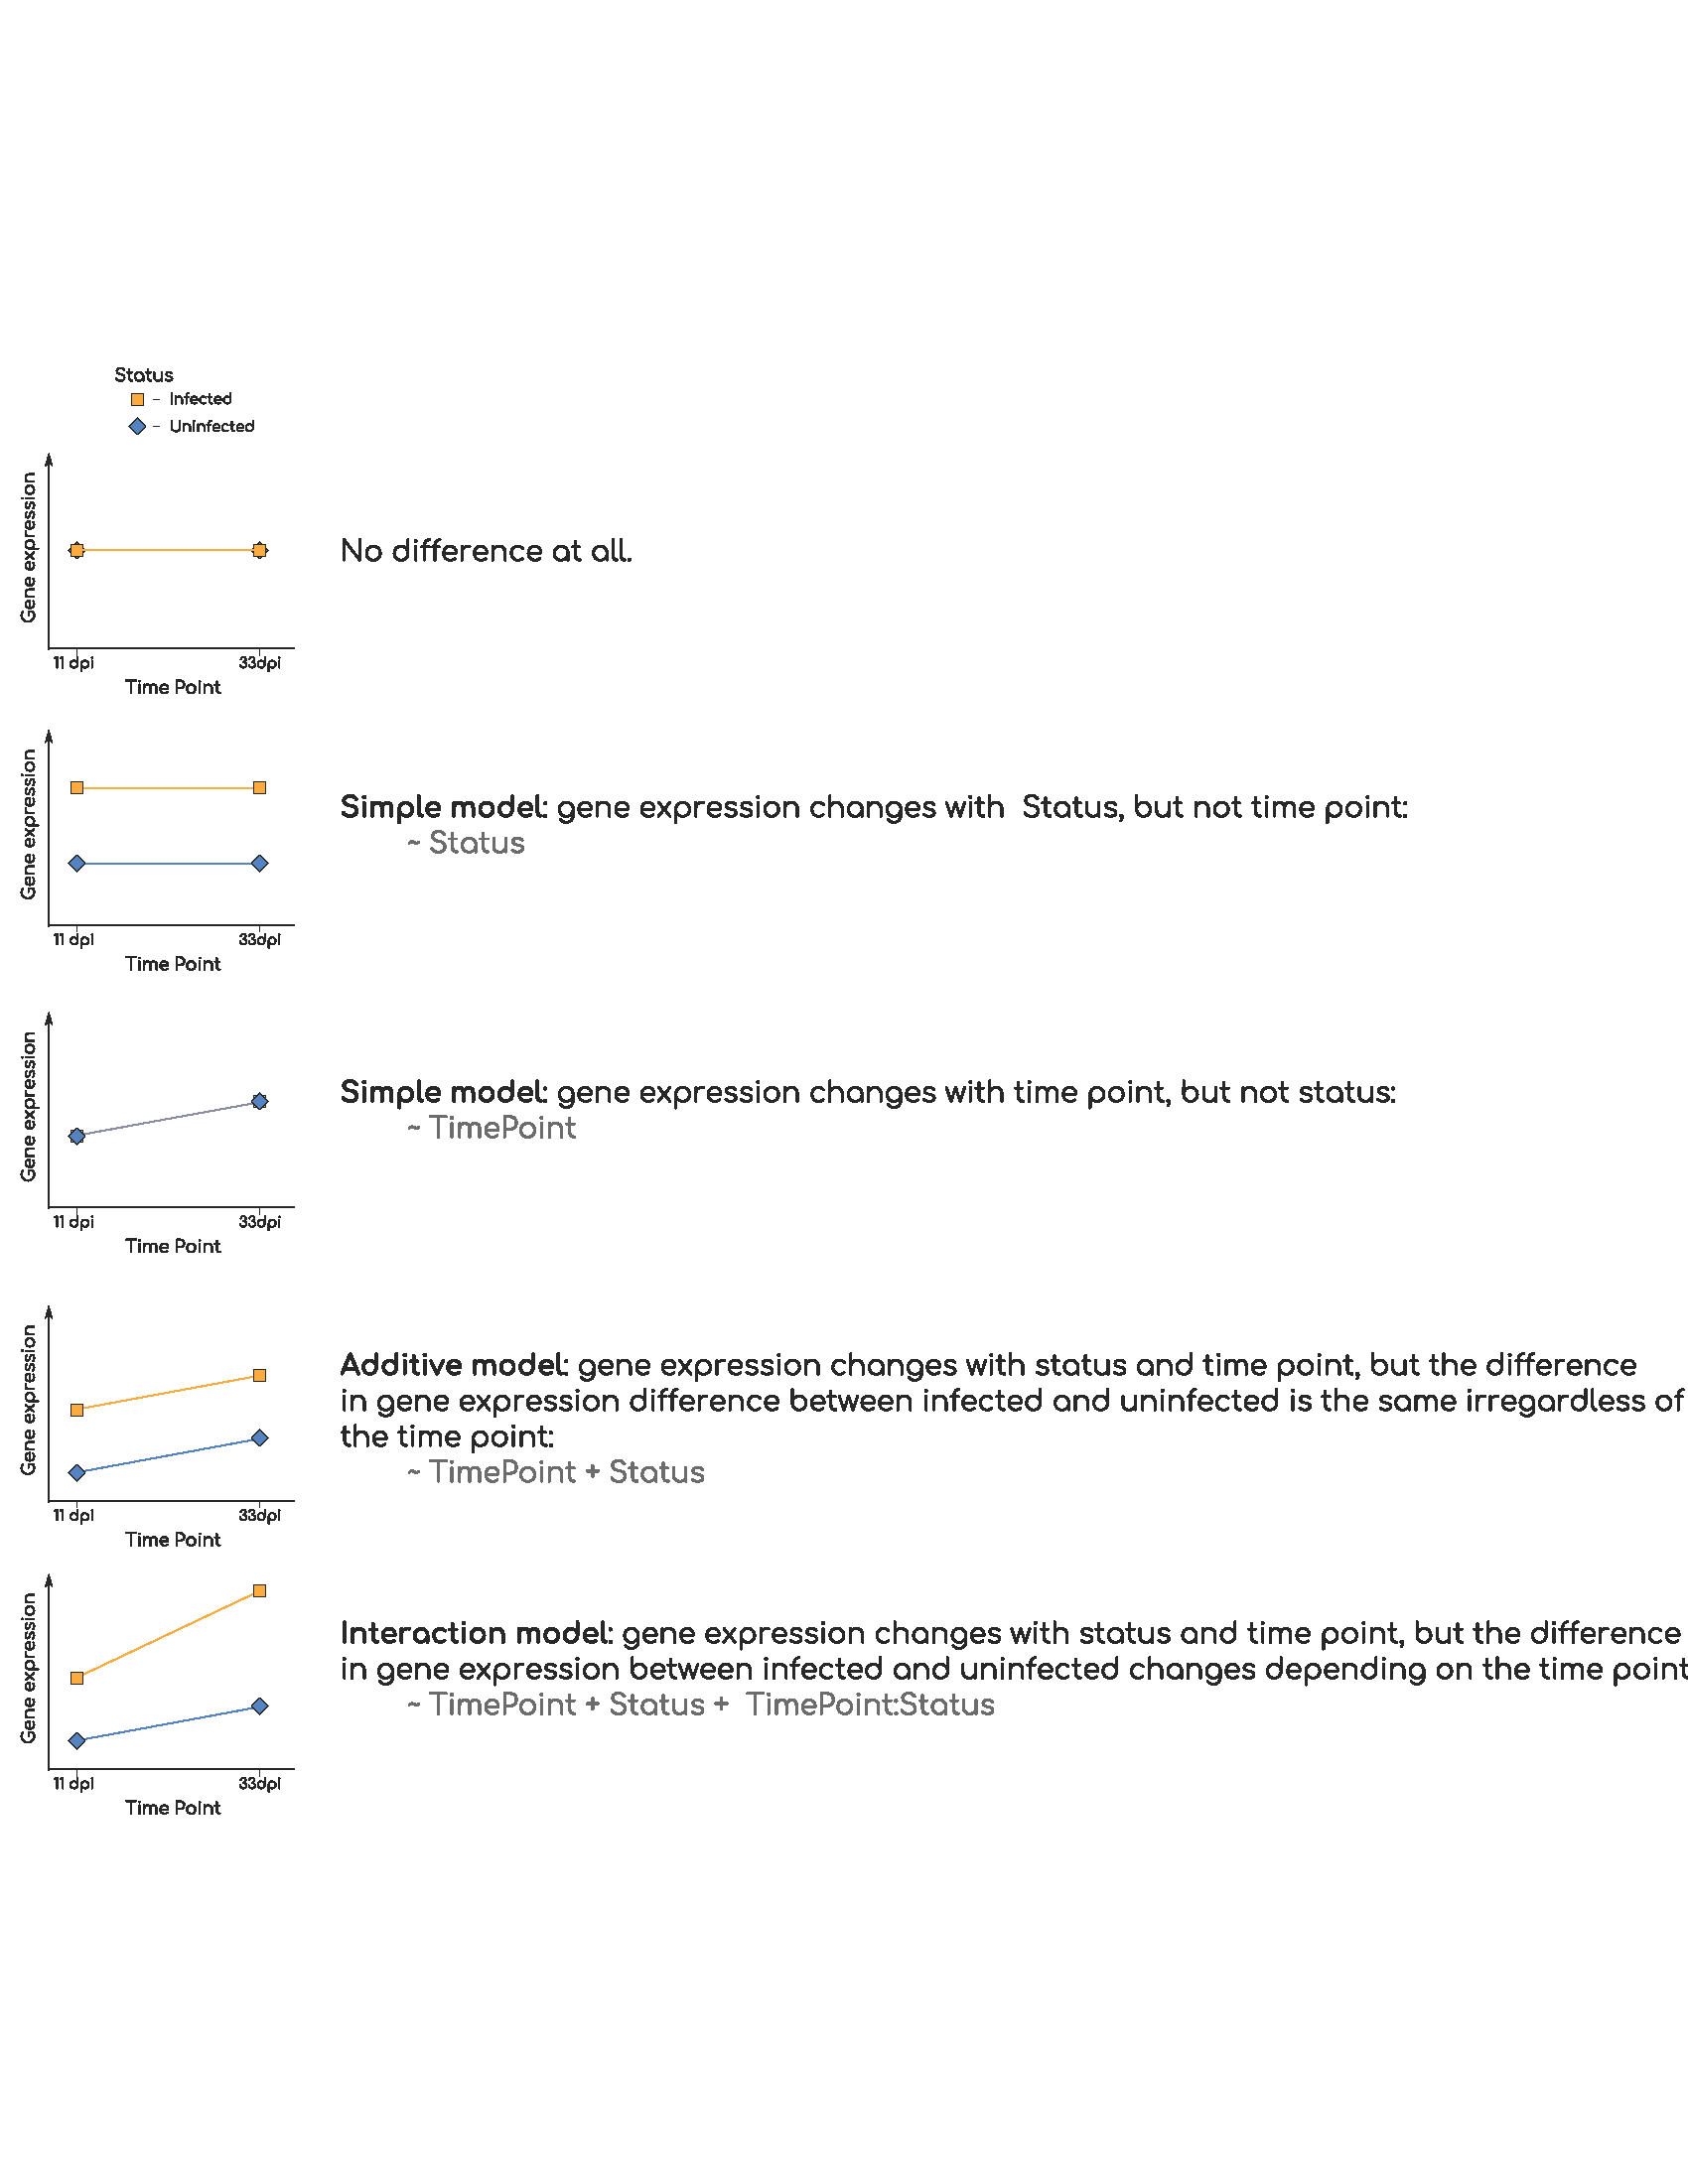 Status
- Infected
- Uninfected
Gene expression
11 dpi 33dpi
Time Point
No difference at all.
Gene expression
11 dpi 33dpi
Time Point
Simple model: gene expression changes with  Status, but not time point:
~ Status
Gene expression
11 dpi 33dpi
Time Point
Simple model: gene expression changes with time point, but not status:
~ TimePoint
Gene expression
11 dpi 33dpi
Time Point
Additive model: gene expression changes with status and time point, but the difference
in gene expression difference between infected and uninfected is the same irregardless of
the time point:
~ TimePoint + Status
Gene expression
11 dpi 33dpi
Time Point
Interaction model: gene expression changes with status and time point, but the difference
in gene expression between infected and uninfected changes depending on the time point
~ TimePoint + Status +  TimePoint:Status